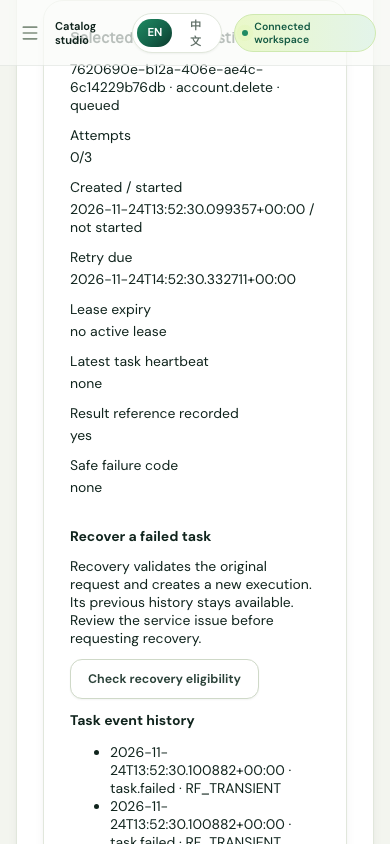 Catalog
studio
EN
中
文
Connected
workspace
Selected
7620690e-b12a-406e-ae4c-
6c14229b76db · account.delete ·
queued
Attempts
0/3
Created / started
2026-11-24T13:52:30.099357+00:00 /
not started
Retry due
2026-11-24T14:52:30.332711+00:00
Lease expiry
no active lease
Latest task heartbeat
none
Result reference recorded
yes
Safe failure code
none
Recover a failed task
Recovery validates the original
request and creates a new execution.
Its previous history stays available.
Review the service issue before
requesting recovery.
Check recovery eligibility
Task event history
2026-11-
24T13:52:30.100882+00:00 ·
task.failed · RF_TRANSIENT
2026-11-
24T13:52:30.100882+00:00 ·
task.failed · RF_TRANSIENT